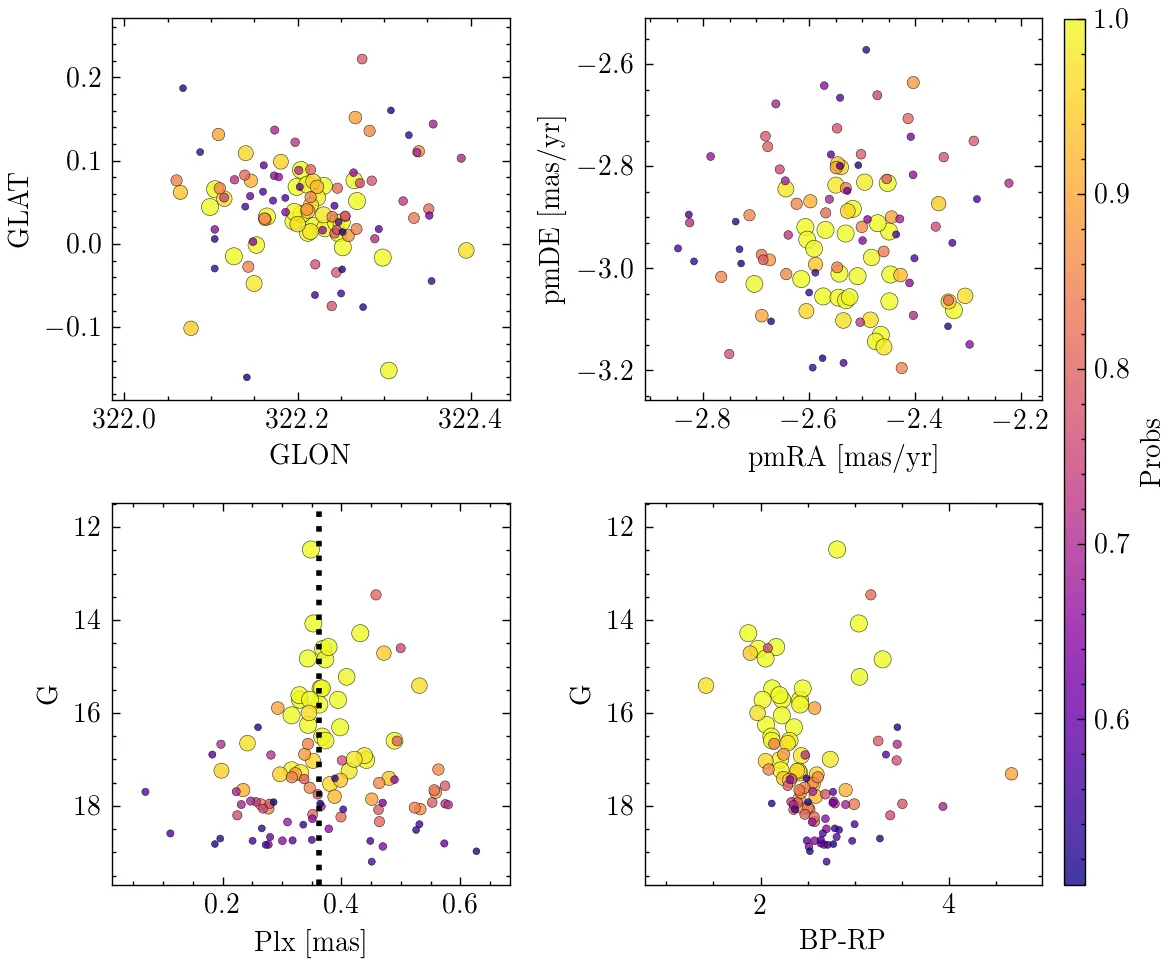 0.2
0.1
0.0
−0.1
GLAT
322.0 322.2 322.4
GLON
−2.6
−2.8
−3.0
−3.2
pmDE [mas/yr]
−2.8 −2.6 −2.4 −2.2
pmRA [mas/yr]
1.0
0.9
0.8
0.7
0.6
Probs
12
14
16
18
G
0.2 0.4 0.6
Plx [mas]
12
14
16
18
G
2 4
BP-RP